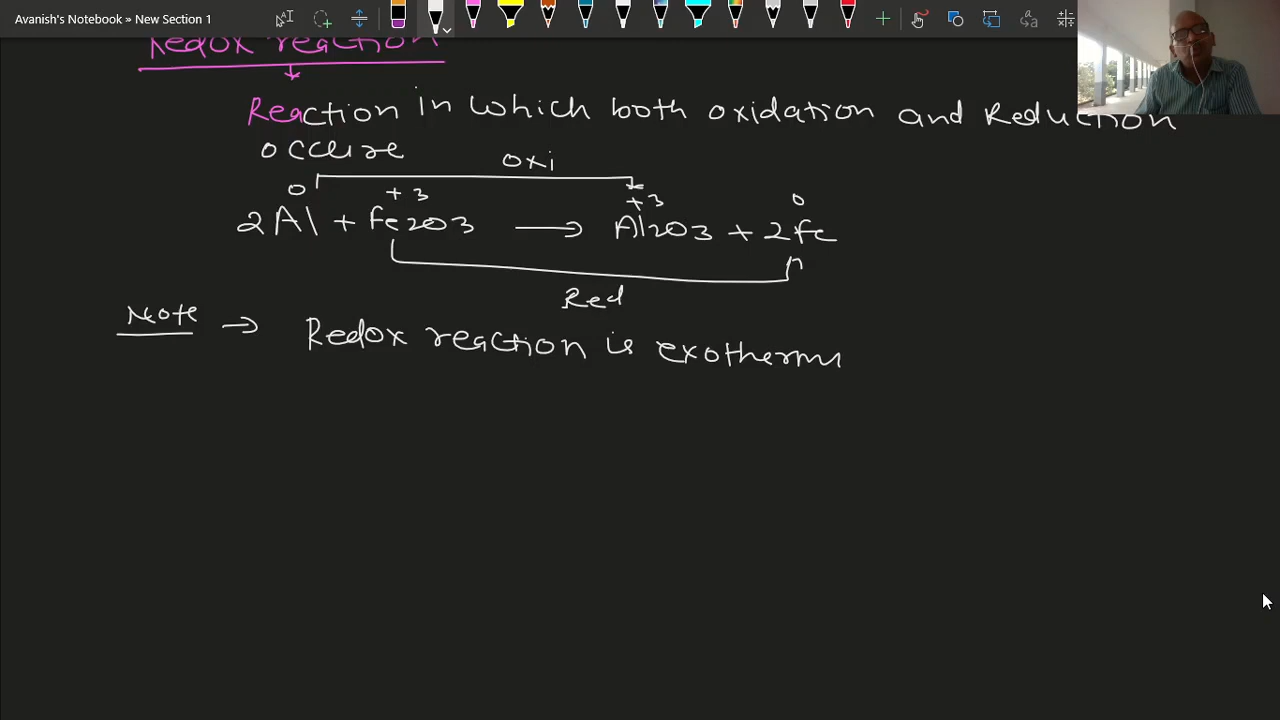 Avanish's Notebook » New Section 1
Redox reaction
Reaction in which both oxidation and Reduction
occure
oxi
0 +3 +3 0
2Al + Fe2O3 → Al2O3 + 2Fe
Red
Note → Redox reaction is exothermi